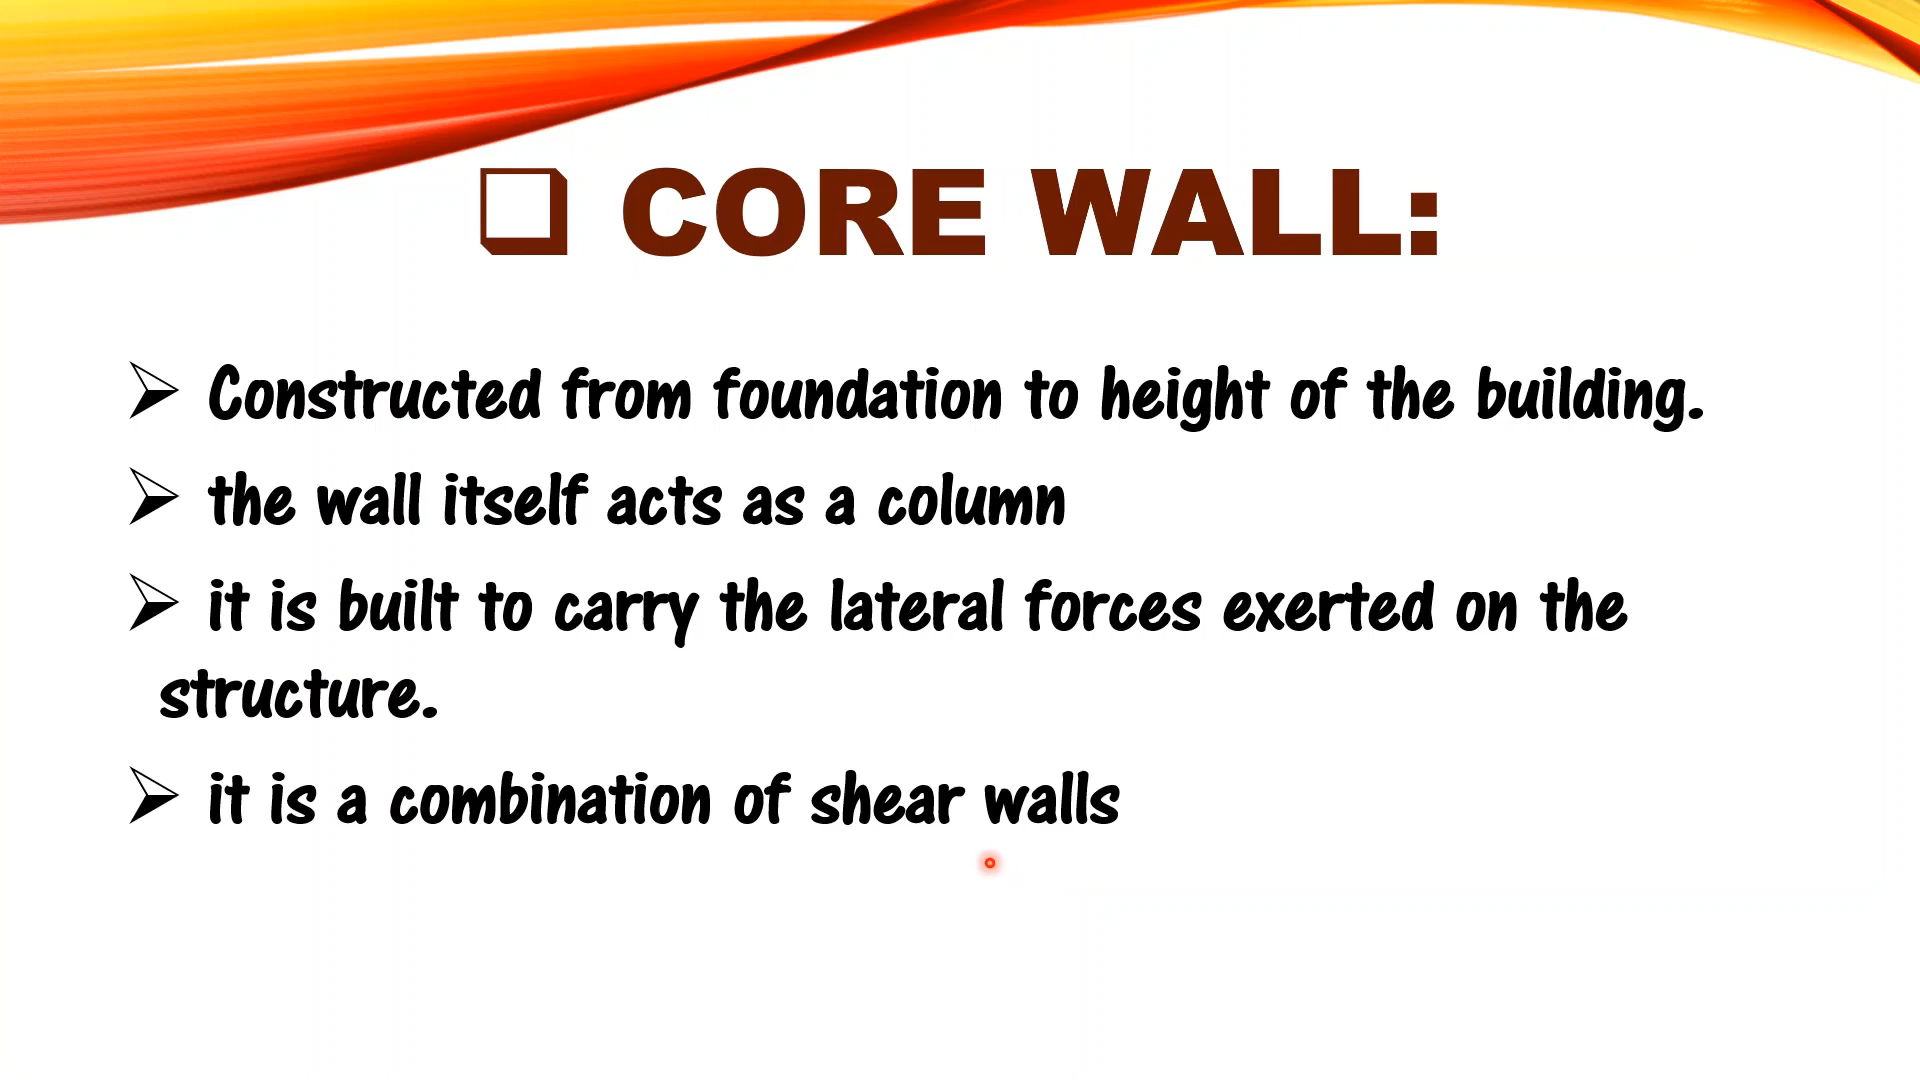 ❑ CORE WALL:
➢ Constructed from foundation to height of the building.
➢ the wall itself acts as a column
➢ it is built to carry the lateral forces exerted on the
structure.
➢ it is a combination of shear walls